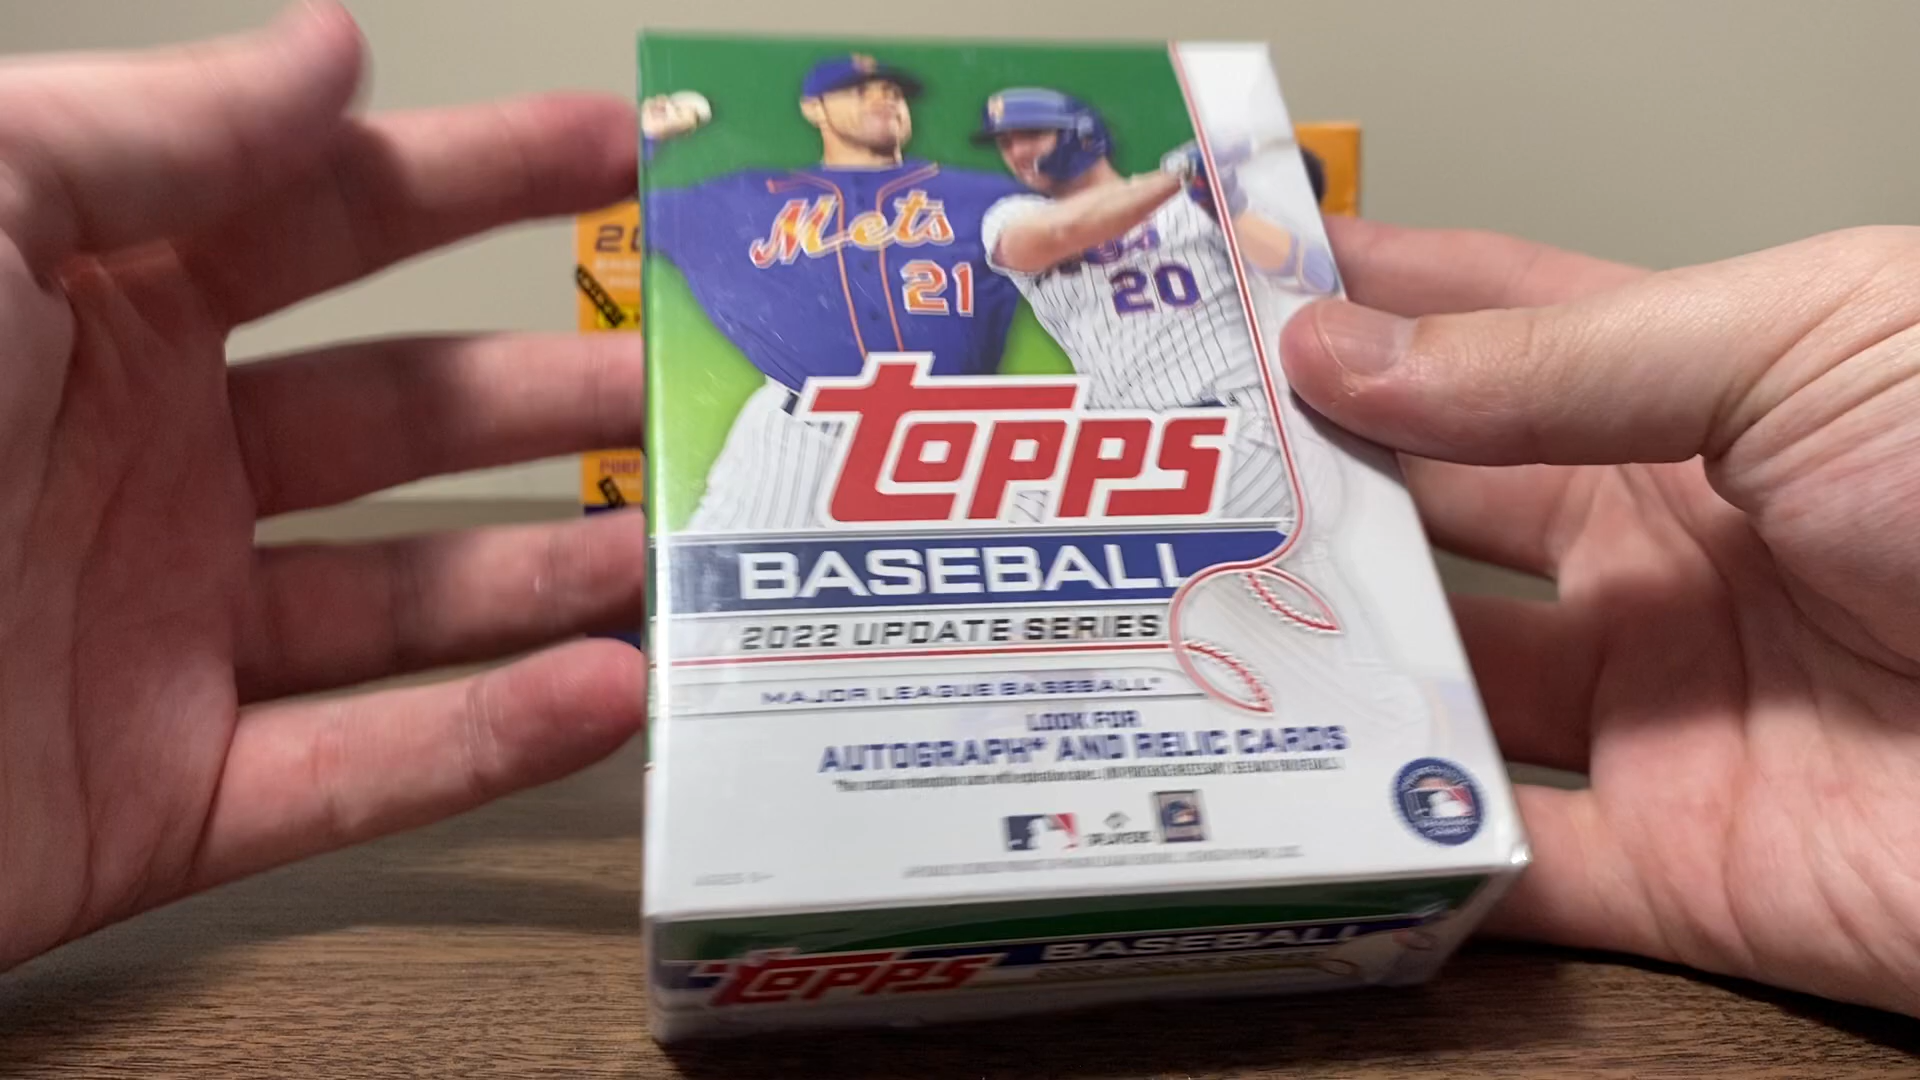 Mets
21
20
TOPPS
BASEBALL
2022 UPDATE SERIES
MAJOR LEAGUE BASEBALL
LOOK FOR
AUTOGRAPH* AND RELIC CARDS
TOPPS BASEBALL